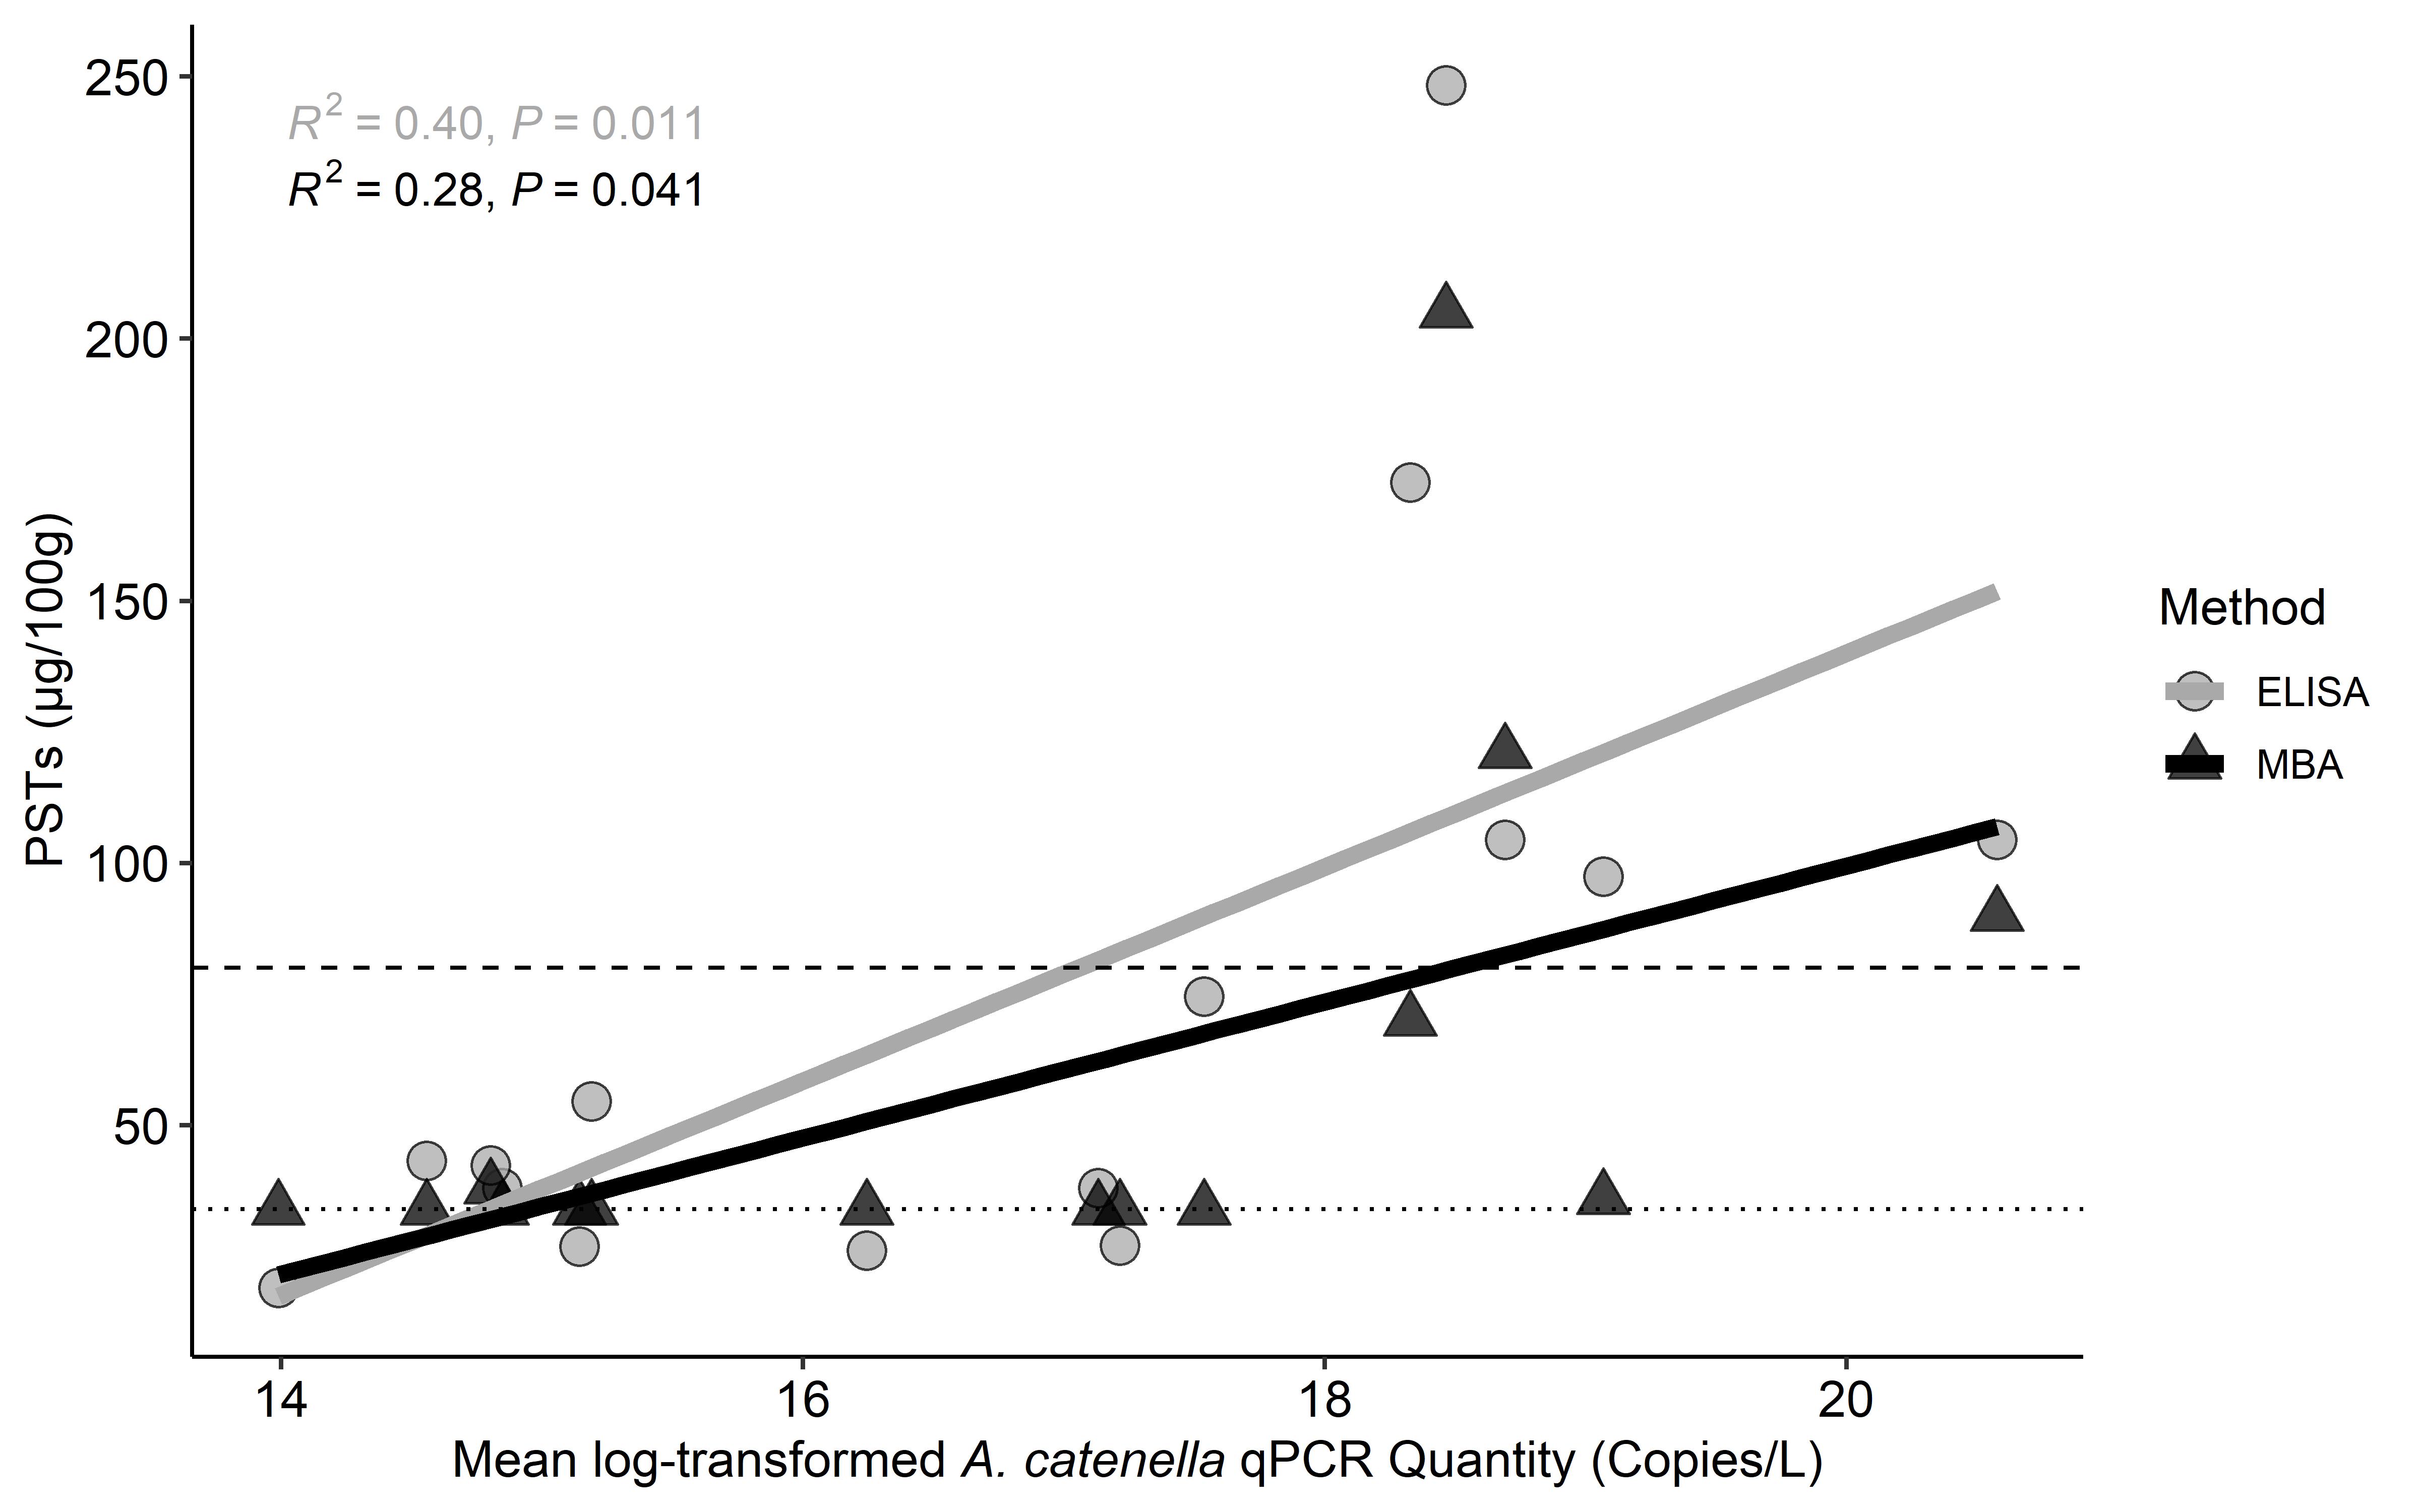 250
200
150
100
50
PSTs (µg/100g)
R² = 0.40, P = 0.011
R² = 0.28, P = 0.041
14 16 18 20
Mean log-transformed A. catenella qPCR Quantity (Copies/L)
Method
ELISA
MBA